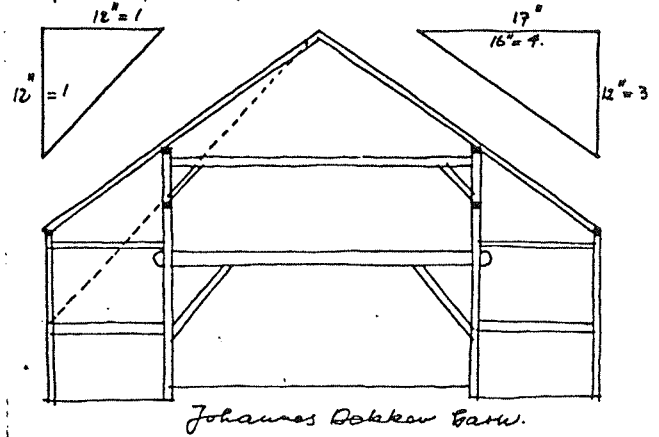 12" = 1
17"
16" = 4.
12" = 1
12" = 3
Johannes Dekker Barn.